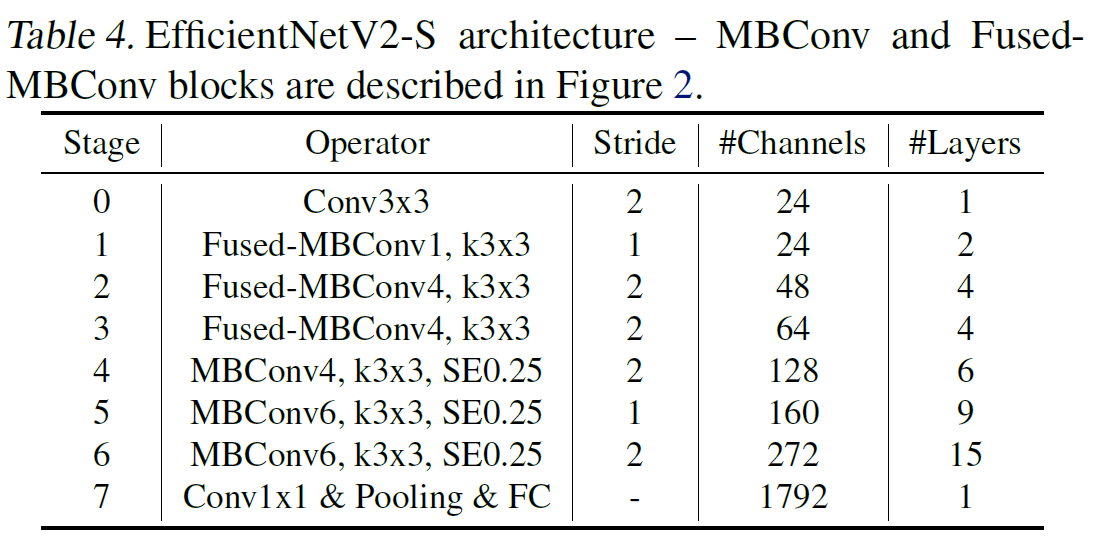 Table 4. EfficientNetV2-S architecture – MBConv and Fused-
MBConv blocks are described in Figure 2.
Stage Operator Stride #Channels #Layers
0 Conv3x3 2 24 1
1 Fused-MBConv1, k3x3 1 24 2
2 Fused-MBConv4, k3x3 2 48 4
3 Fused-MBConv4, k3x3 2 64 4
4 MBConv4, k3x3, SE0.25 2 128 6
5 MBConv6, k3x3, SE0.25 1 160 9
6 MBConv6, k3x3, SE0.25 2 272 15
7 Conv1x1 & Pooling & FC - 1792 1